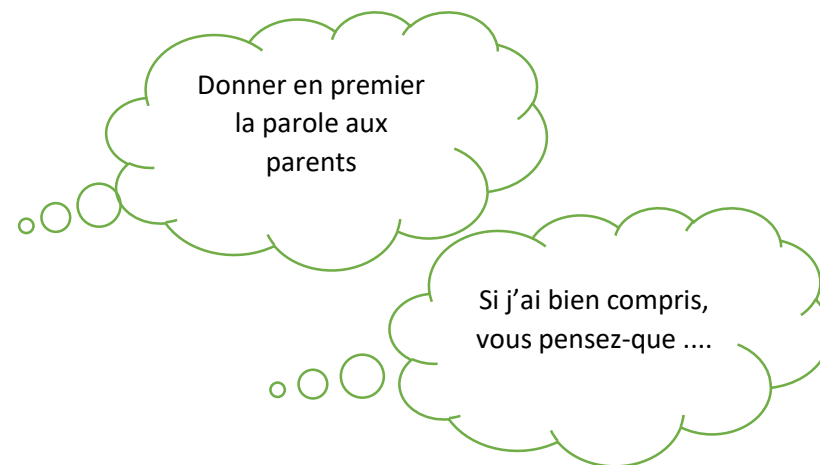 Donner en premier
la parole aux
parents
Si j’ai bien compris,
vous pensez-que ....